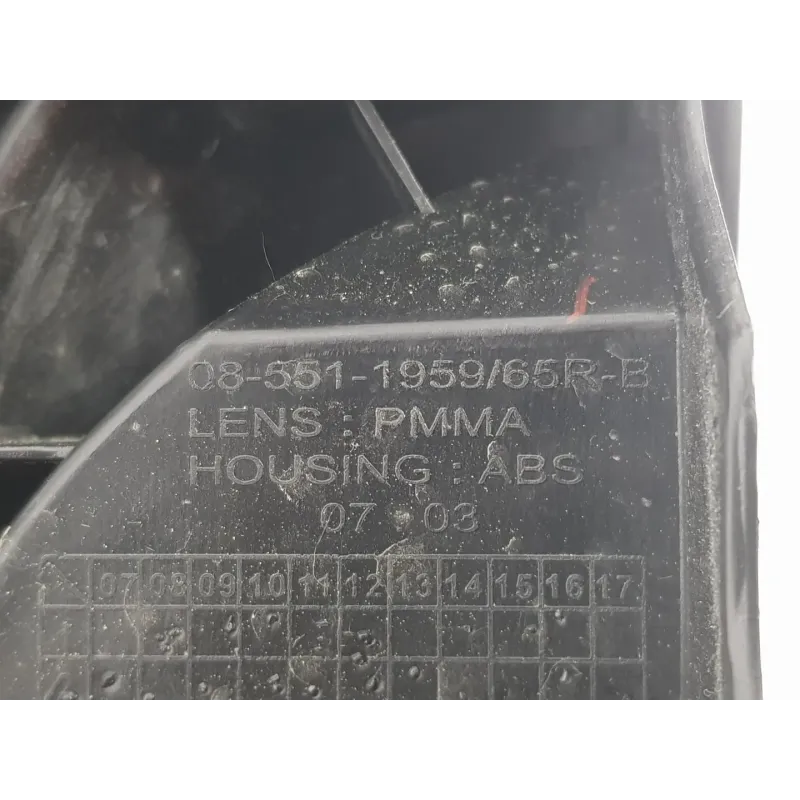 08-551-1959/65R-B
LENS : PMMA
HOUSING : ABS
07 03
07 08 09 10 11 12 13 14 15 16 17
1